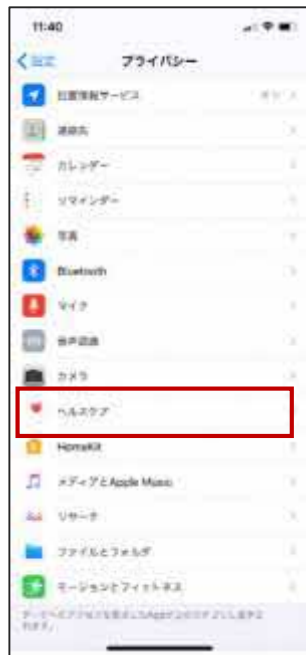 11:40
設定
プライバシー
位置情報サービス
連絡先
カレンダー
リマインダー
写真
Bluetooth
マイク
音声認識
カメラ
ヘルスケア
HomeKit
メディアとApple Music
リサーチ
ファイルとフォルダ
モーションとフィットネス